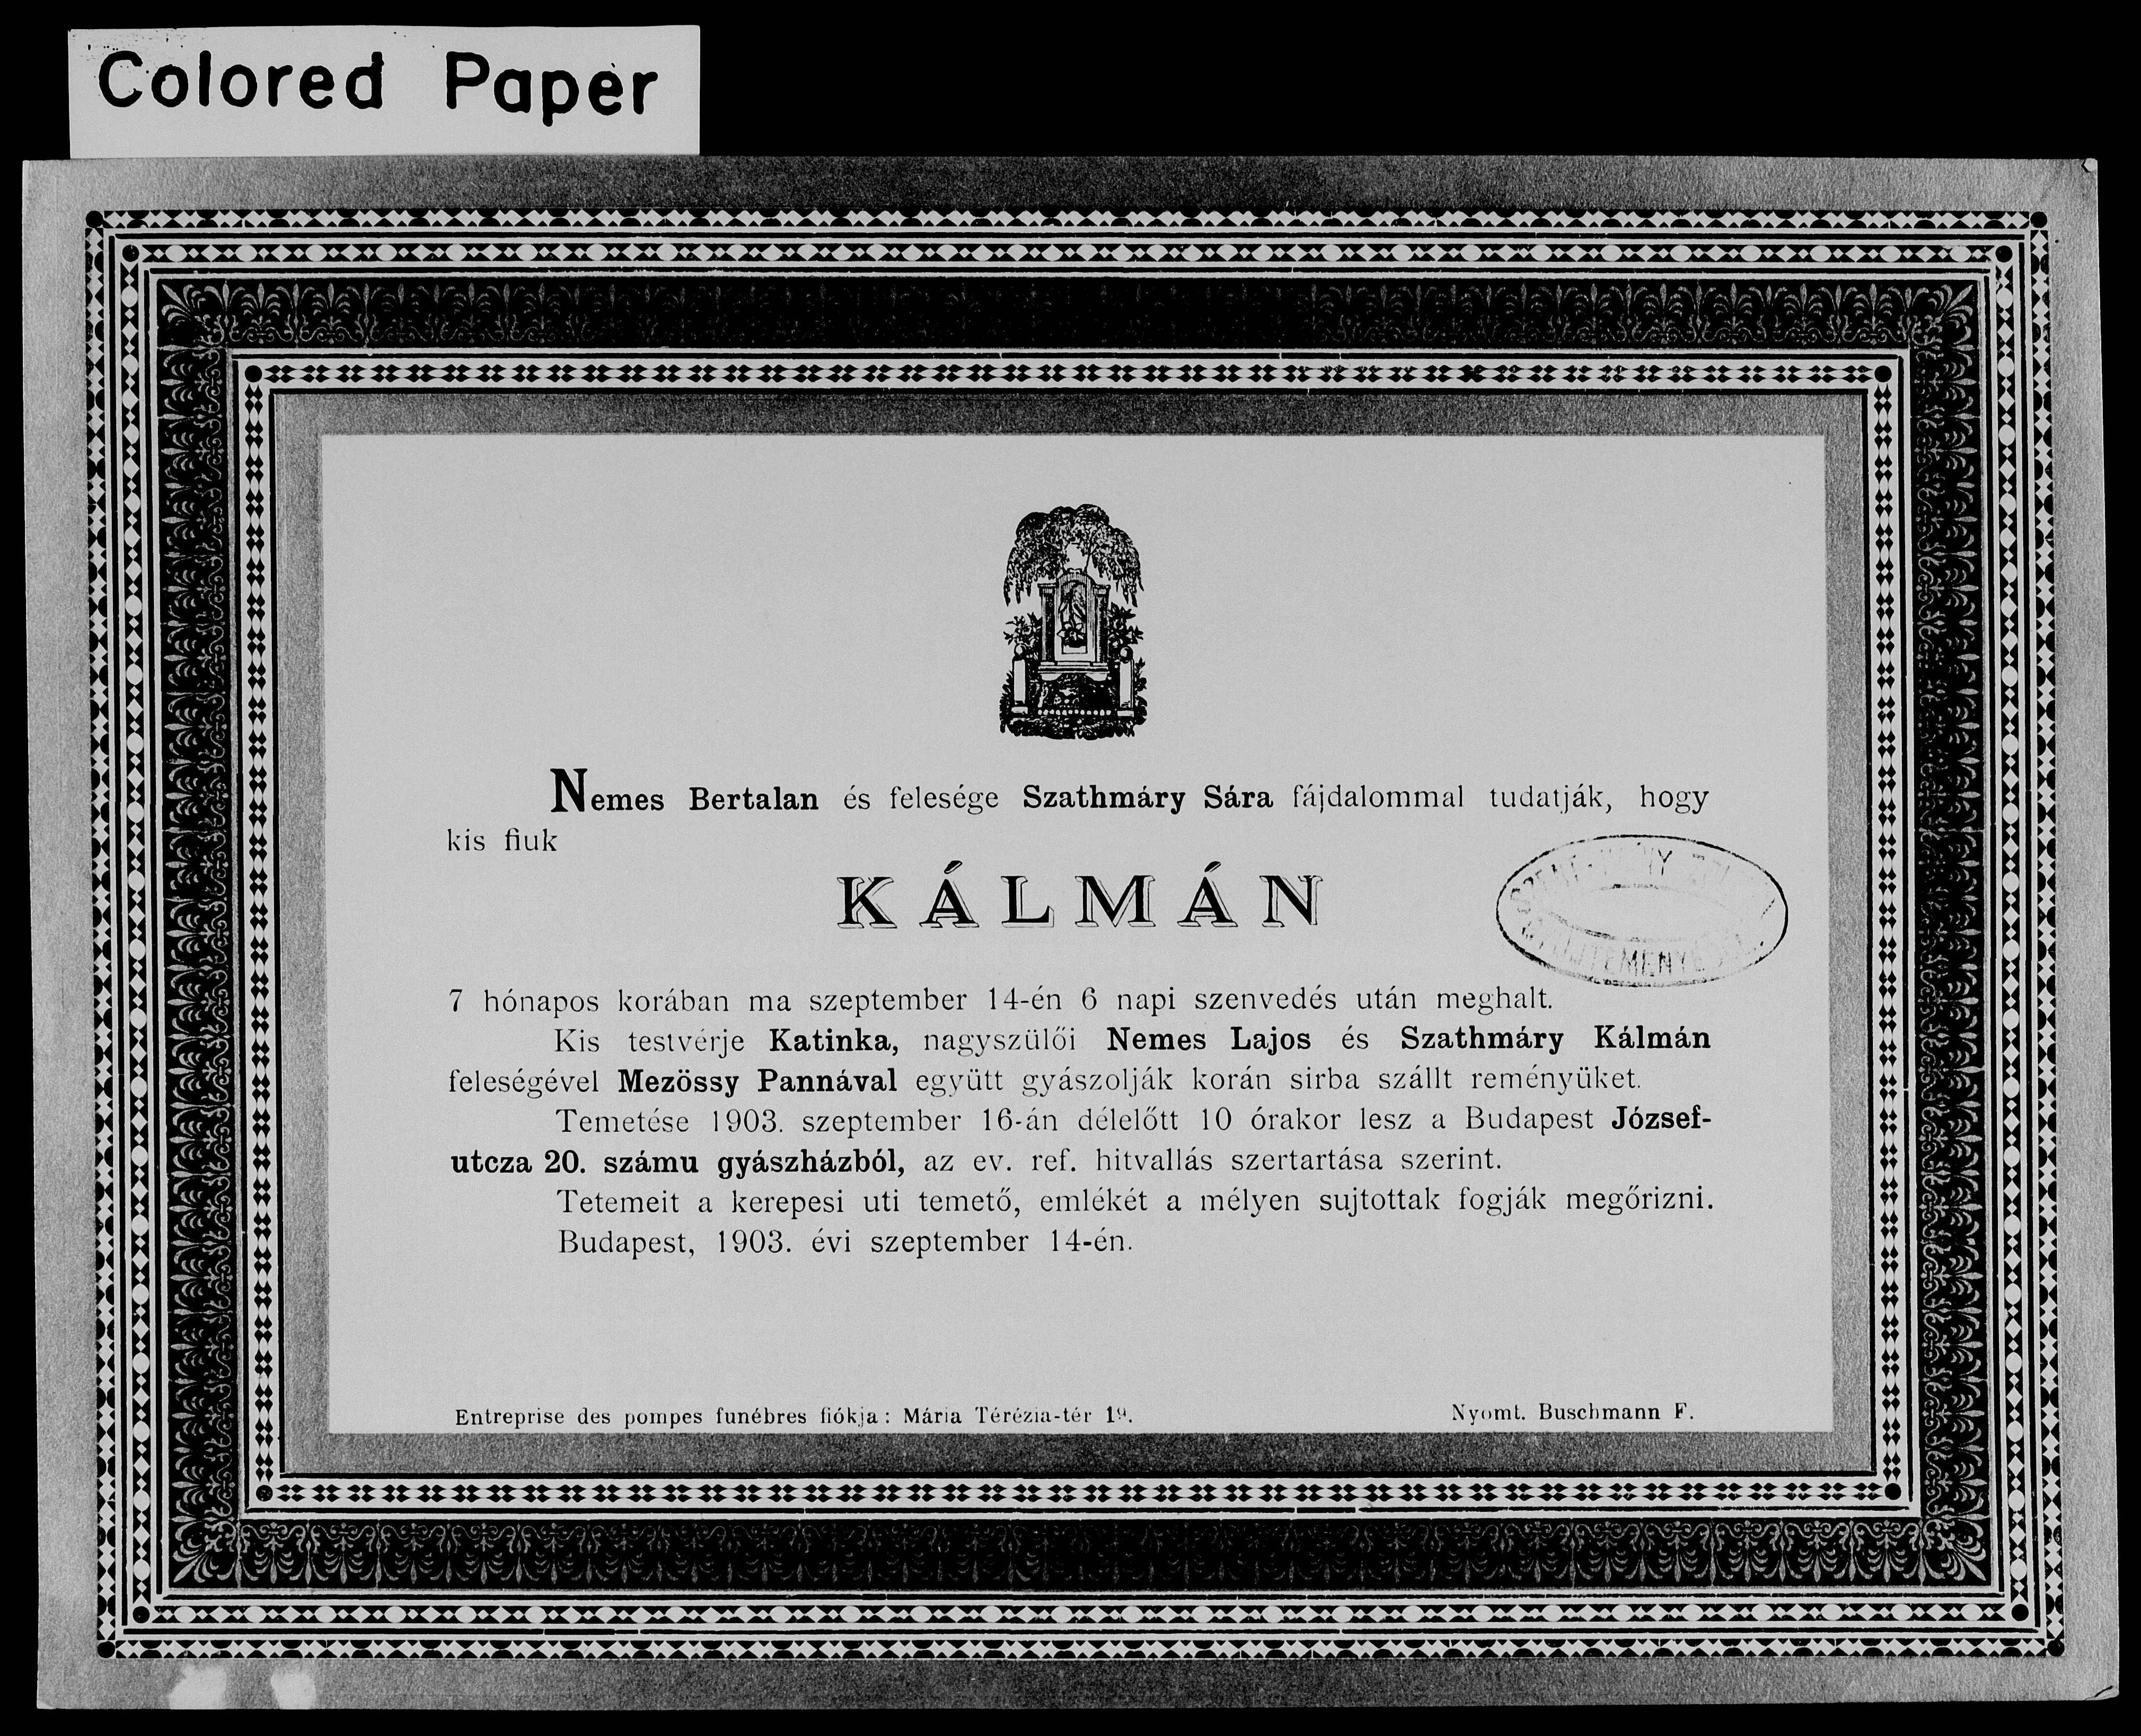 Colored Paper
Nemes Bertalan és felesége Szathmáry Sára fájdalommal tudatják, hogy
kis fiuk
KÁLMÁN
7 hónapos korában ma szeptember 14-én 6 napi szenvedés után meghalt.
Kis testvérje Katinka, nagyszülői Nemes Lajos és Szathmáry Kálmán
feleségével Mezössy Pannával együtt gyászolják korán sirba szállt reményüket.
Temetése 1903. szeptember 16-án délelőtt 10 órakor lesz a Budapest József-
utcza 20. számu gyászházból, az ev. ref. hitvallás szertartása szerint.
Tetemeit a kerepesi uti temető, emlékét a mélyen sujtottak fogják megőrizni.
Budapest, 1903. évi szeptember 14-én.
Entreprise des pompes funébres fiókja: Mária Térézia-tér
Nyomt. Buschmann F.